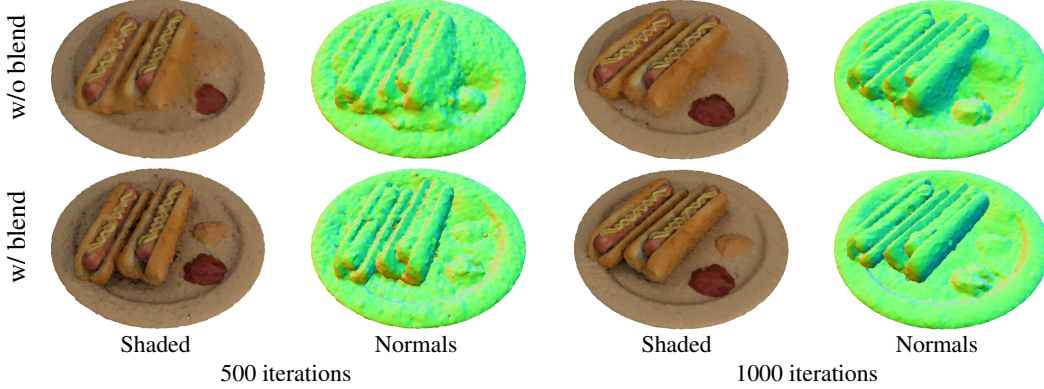 w/o blend
w/ blend
Shaded Normals Shaded Normals
500 iterations 1000 iterations